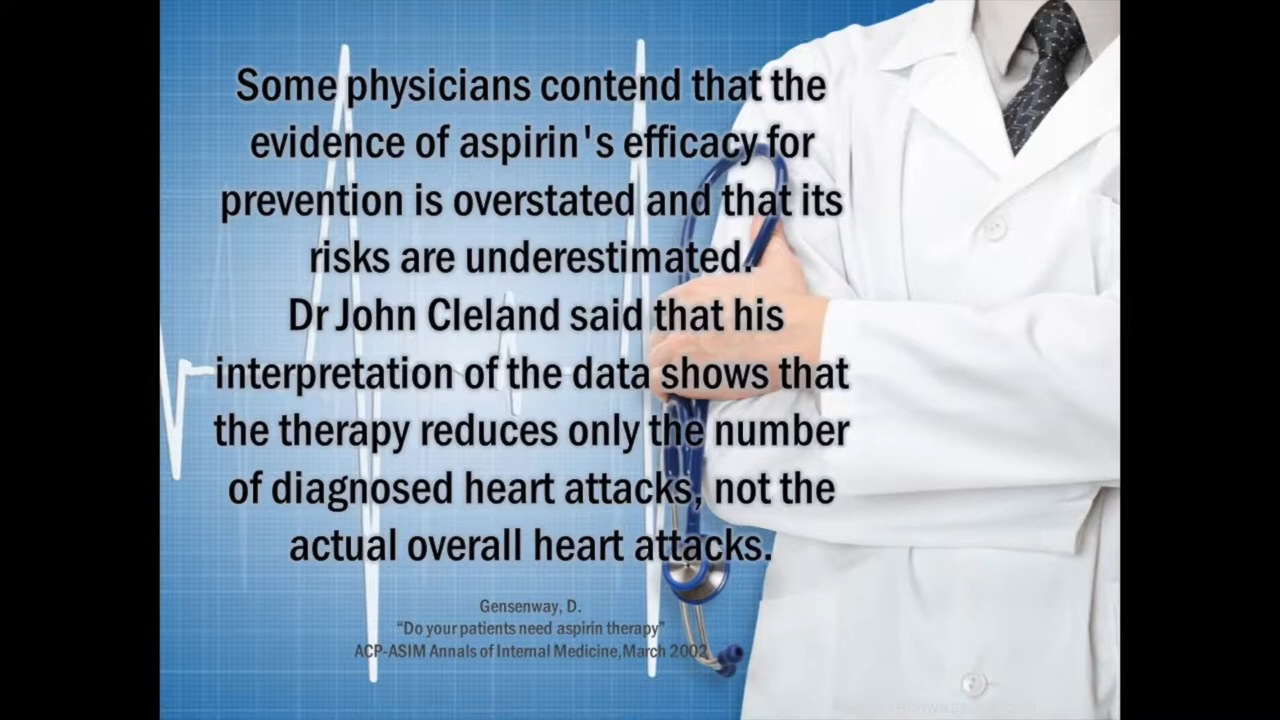 Some physicians contend that the
evidence of aspirin's efficacy for
prevention is overstated and that its
risks are underestimated.
Dr John Cleland said that his
interpretation of the data shows that
the therapy reduces only the number
of diagnosed heart attacks, not the
actual overall heart attacks.
Gensenway, D.
“Do your patients need aspirin therapy”
ACP-ASIM Annals of Internal Medicine, March 2002